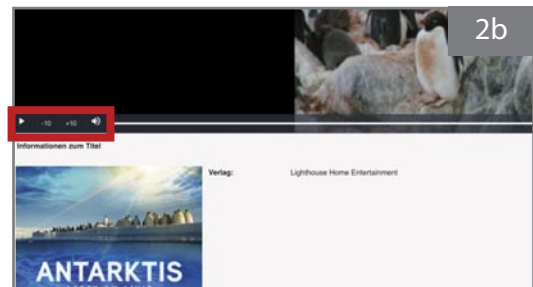 2b
-10 +10
Informationen zum Titel
Verlag: Lighthouse Home Entertainment
ANTARKTIS